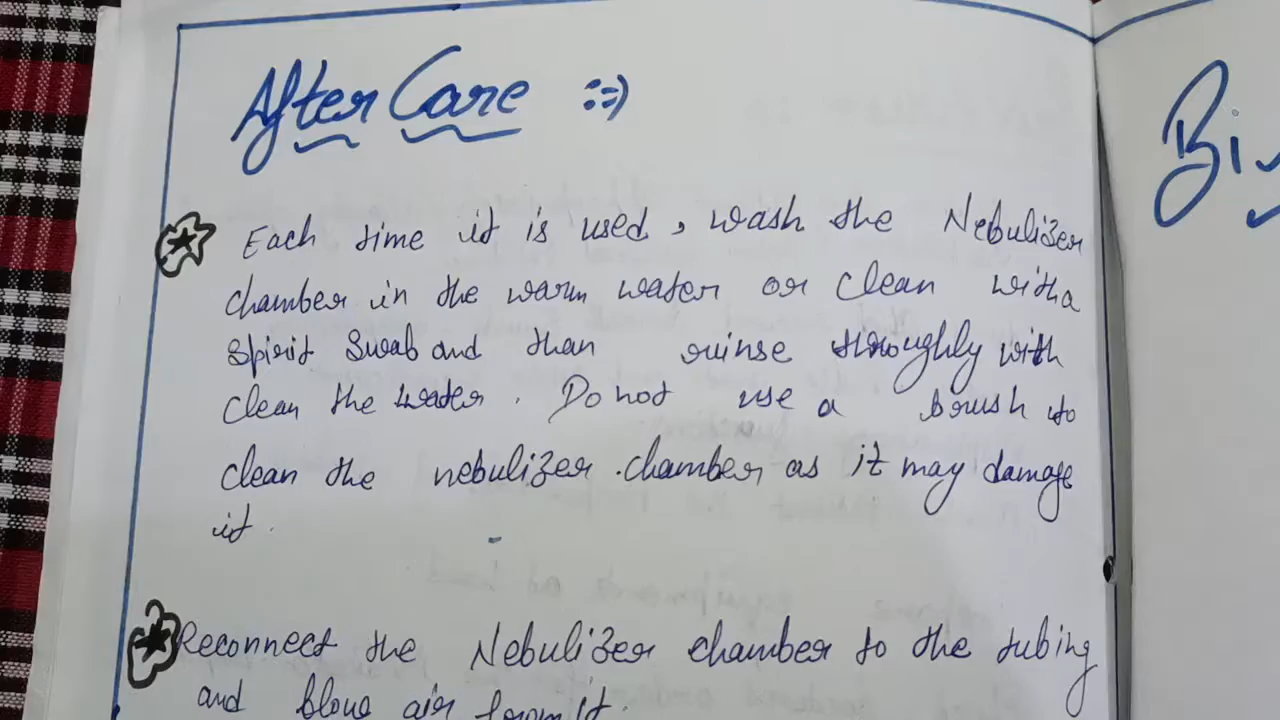 After Care :=)
Each time it is used, wash the Nebulizer
chamber in the warm water or clean with a
spirit swab and than rinse throughly with
clean the water. Do not use a brush to
clean the nebulizer chamber as it may damage
it.
Reconnect the Nebulizer chamber to the tubing
and blow air from it.
Bi